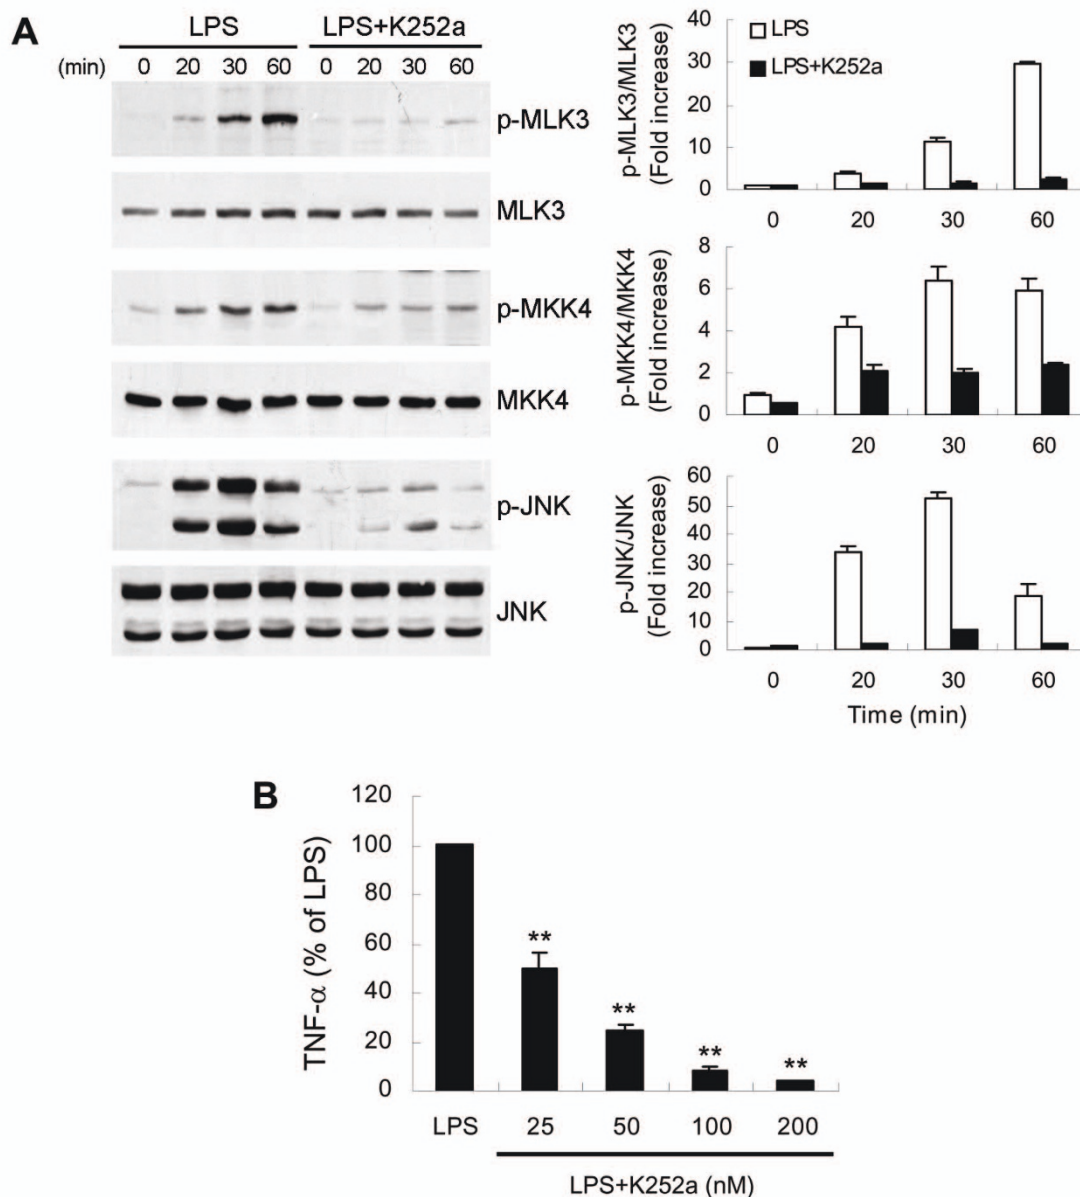 A
LPS LPS+K252a
(min) 0 20 30 60 0 20 30 60
p-MLK3
MLK3
p-MKK4
MKK4
p-JNK
JNK
p-MLK3/MLK3
(Fold increase)
40
30
20
10
0
LPS
LPS+K252a
0 20 30 60
p-MKK4/MKK4
(Fold increase)
8
6
4
2
0
0 20 30 60
p-JNK/JNK
(Fold increase)
60
50
40
30
20
10
0
0 20 30 60
Time (min)
B
TNF-α (% of LPS)
120
100
80
60
40
20
0
**
**
**
**
LPS 25 50 100 200
LPS+K252a (nM)